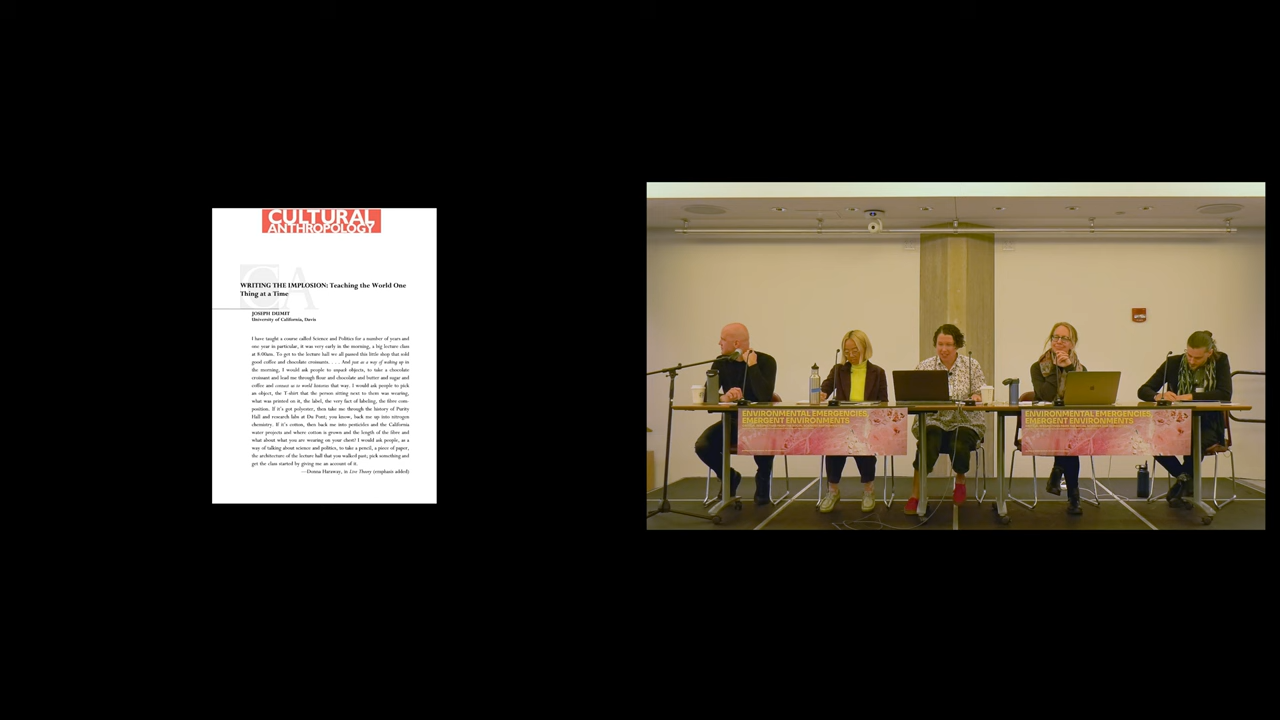 CULTURAL
ANTHROPOLOGY
CA
WRITING THE IMPLOSION: Teaching the World One
Thing at a Time
JOSEPH DUMIT
University of California, Davis
I have taught a course called Science and Politics for a number of years and
one year in particular, it was very early in the morning, a big lecture class
at 8:00am. To get to the lecture hall we all passed this little shop that sold
good coffee and chocolate croissants. . . . And just as a way of waking up in
the morning, I would ask people to unpack objects, to take a chocolate
croissant and lead me through flour and chocolate and butter and sugar and
coffee and connect us to world histories that way. I would ask people to pick
an object, the T-shirt that the person sitting next to them was wearing,
what was printed on it, the label, the very fact of labeling, the fibre com-
position. If it's got polyester, then take me through the history of Purity
Hall and research labs at Du Pont; you know, back me up into nitrogen
chemistry. If it's cotton, then back me into pesticides and the California
water projects and where cotton is grown and the length of the fibre and
what about what you are wearing on your chest? I would ask people, as a
way of talking about science and politics, to take a pencil, a piece of paper,
the architecture of the lecture hall that you walked past; pick something and
get the class started by giving me an account of it.
—Donna Haraway, in Live Theory (emphasis added)
ENVIRONMENTAL EMERGENCIES
EMERGENT ENVIRONMENTS
ENVIRONMENTAL EMERGENCIES
EMERGENT ENVIRONMENTS